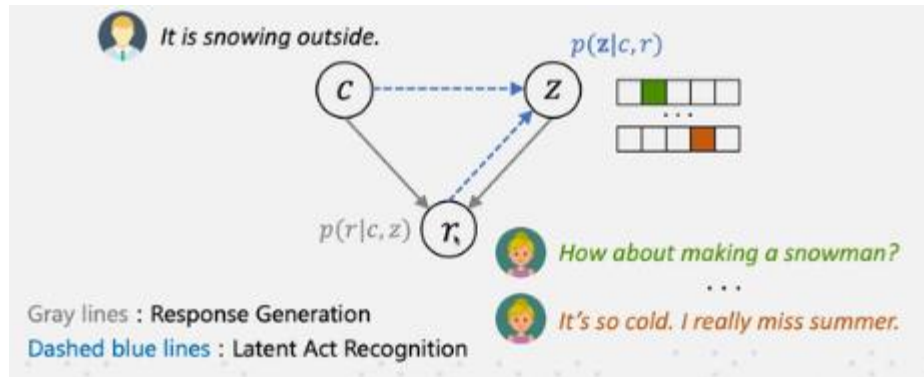 It is snowing outside.
p(z|c,r)
c
z
...
p(r|c,z)
r
How about making a snowman?
...
It's so cold. I really miss summer.
Gray lines : Response Generation
Dashed blue lines : Latent Act Recognition